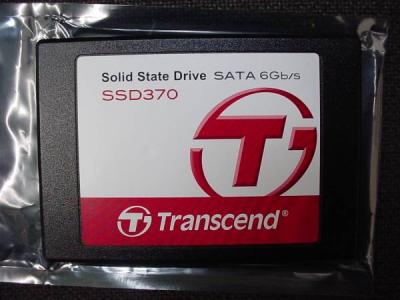 Solid State Drive SATA 6Gb/s
SSD370
Transcend®